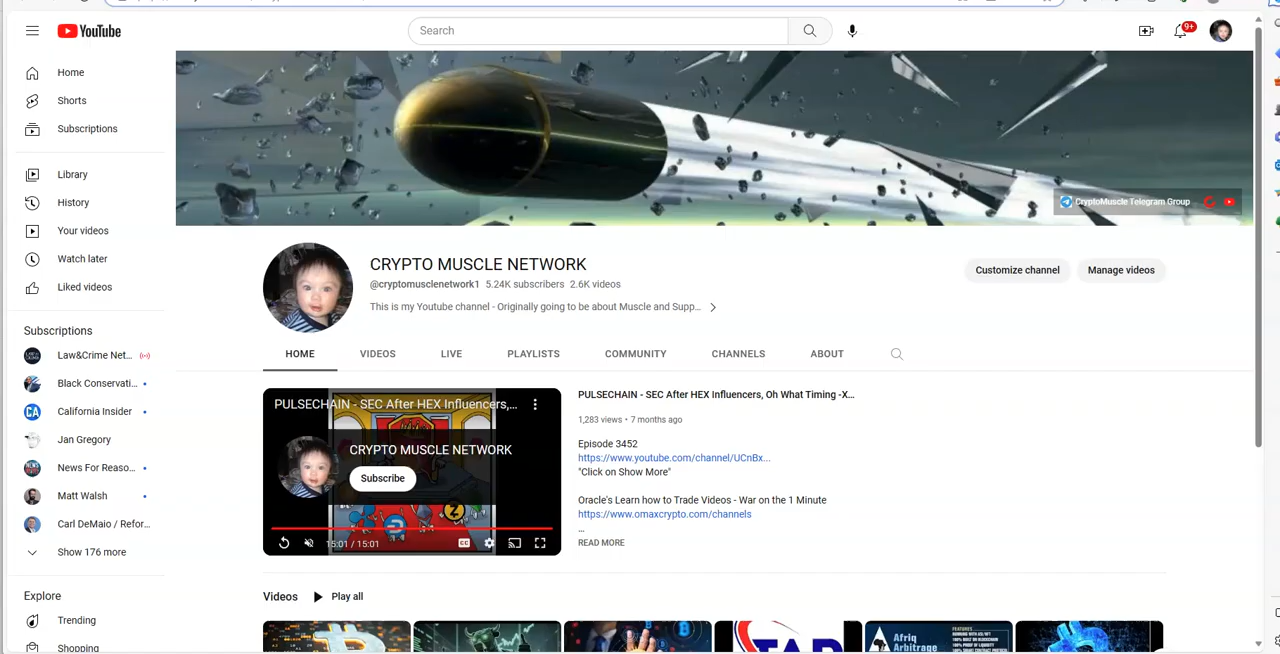 YouTube
Search
9+
Home
Shorts
Subscriptions
Library
History
Your videos
Watch later
Liked videos
Subscriptions
Law&Crime Net...
Black Conservati...
California Insider
Jan Gregory
News For Reaso...
Matt Walsh
Carl DeMaio / Refor...
Show 176 more
Explore
Trending
Shopping
CryptoMuscle Telegram Group
CRYPTO MUSCLE NETWORK
@cryptomusclenetwork1 5.24K subscribers 2.6K videos
This is my Youtube channel - Originally going to be about Muscle and Supp...
Customize channel
Manage videos
HOME
VIDEOS
LIVE
PLAYLISTS
COMMUNITY
CHANNELS
ABOUT
PULSECHAIN - SEC After HEX Influencers,...
CRYPTO MUSCLE NETWORK
Subscribe
15:01 / 15:01
CC
PULSECHAIN - SEC After HEX Influencers, Oh What Timing -X...
1,283 views • 7 months ago
Episode 3452
https://www.youtube.com/channel/UCnBx...
"Click on Show More"
Oracle's Learn how to Trade Videos - War on the 1 Minute
https://www.omaxcrypto.com/channels
...
READ MORE
Videos
Play all
TAP
Afriq
Arbitrage
FEATURES